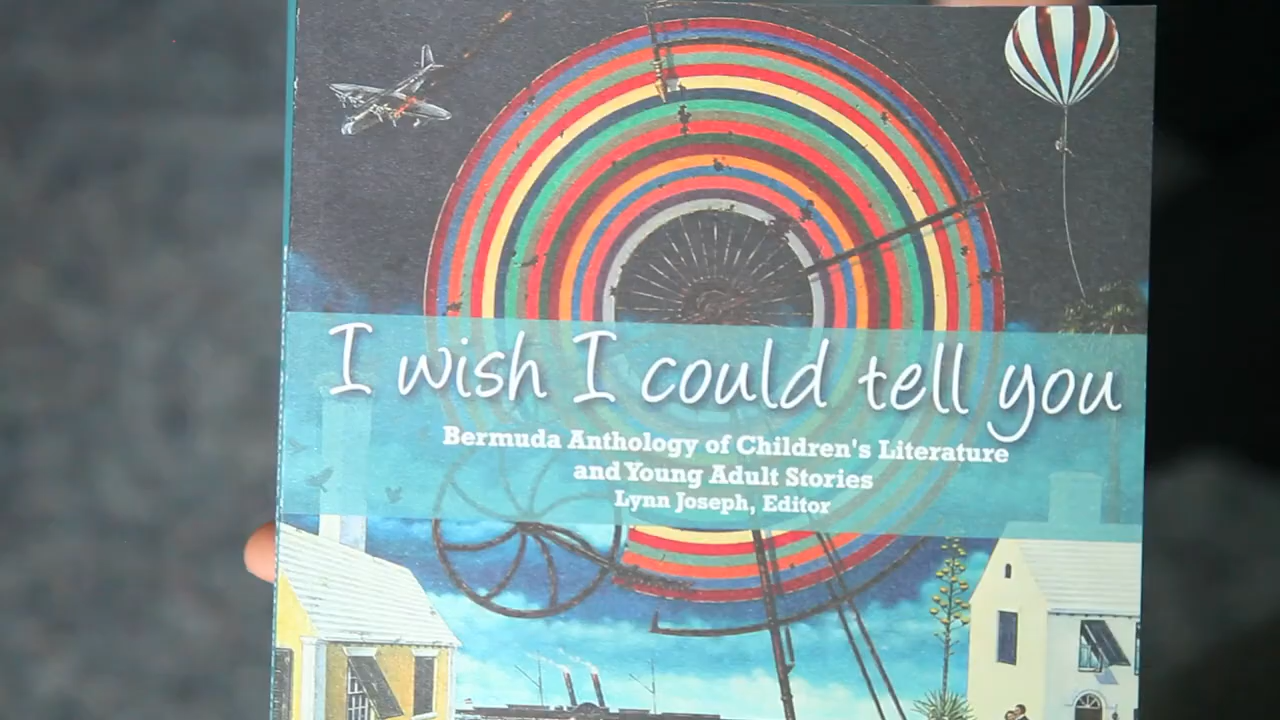 I wish I could tell you
Bermuda Anthology of Children's Literature
and Young Adult Stories
Lynn Joseph, Editor